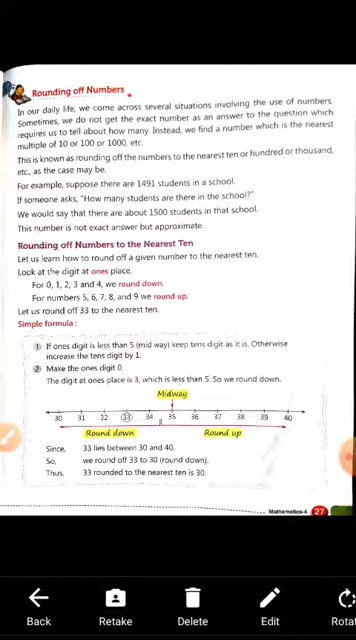 Rounding off Numbers
In our daily life, we come across several situations involving the use of numbers.
Sometimes, we do not get the exact number as an answer to the question which
requires us to tell about how many. Instead, we find a number which is the nearest
multiple of 10 or 100 or 1000, etc.
This is known as rounding off the numbers to the nearest ten or hundred or thousand,
etc., as the case may be.
For example, suppose there are 1491 students in a school.
If someone asks, "How many students are there in the school?"
We would say that there are about 1500 students in that school.
This number is not exact answer but approximate.
Rounding off Numbers to the Nearest Ten
Let us learn how to round off a given number to the nearest ten.
Look at the digit at ones place.
For 0, 1, 2, 3 and 4, we round down.
For numbers 5, 6, 7, 8, and 9 we round up.
Let us round off 33 to the nearest ten.
Simple formula :
1 If ones digit is less than 5 (mid way) keep tens digit as it is. Otherwise
increase the tens digit by 1.
2 Make the ones digit 0.
The digit at ones place is 3, which is less than 5. So we round down.
Midway
30 31 32 33 34 35 36 37 38 39 40
Round down Round up
Since, 33 lies between 30 and 40.
So, we round off 33 to 30 (round down).
Thus, 33 rounded to the nearest ten is 30.
Mathematics-4 27
Back Retake Delete Edit Rotat